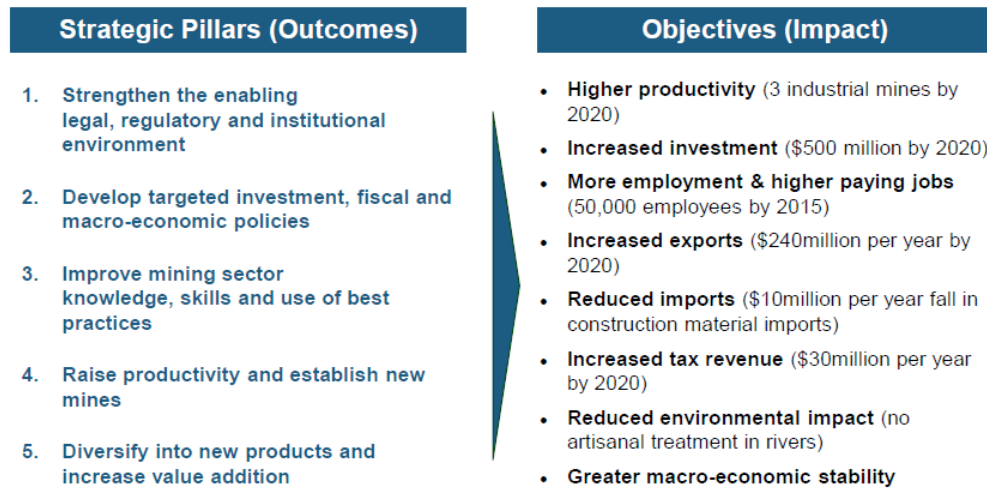 Strategic Pillars (Outcomes)
1. Strengthen the enabling
legal, regulatory and institutional
environment
2. Develop targeted investment, fiscal and
macro-economic policies
3. Improve mining sector
knowledge, skills and use of best
practices
4. Raise productivity and establish new
mines
5. Diversify into new products and
increase value addition
Objectives (Impact)
• Higher productivity (3 industrial mines by
2020)
• Increased investment ($500 million by 2020)
• More employment & higher paying jobs
(50,000 employees by 2015)
• Increased exports ($240million per year by
2020)
• Reduced imports ($10million per year fall in
construction material imports)
• Increased tax revenue ($30million per year
by 2020)
• Reduced environmental impact (no
artisanal treatment in rivers)
• Greater macro-economic stability